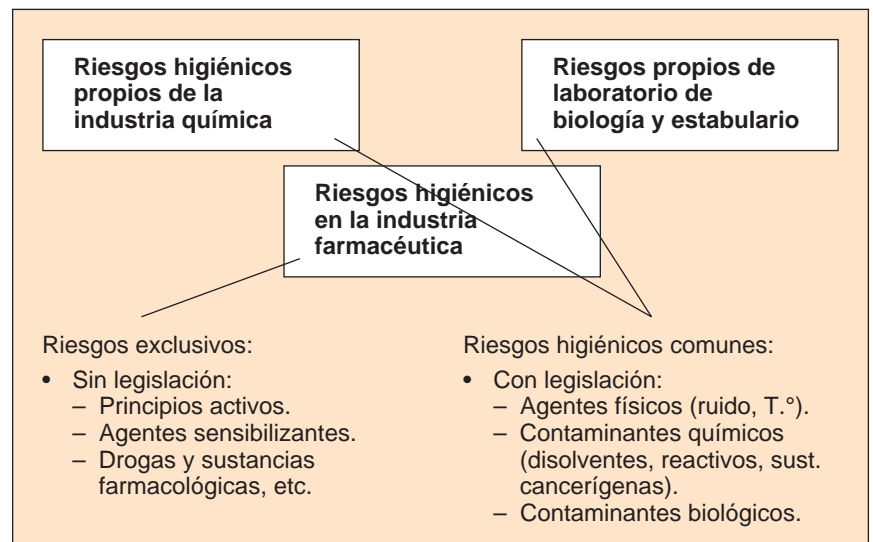 Riesgos higiénicos
propios de la
industria química
Riesgos propios de
laboratorio de
biología y estabulario
Riesgos higiénicos
en la industria
farmacéutica
Riesgos exclusivos:
• Sin legislación:
– Principios activos.
– Agentes sensibilizantes.
– Drogas y sustancias
farmacológicas, etc.
Riesgos higiénicos comunes:
• Con legislación:
– Agentes físicos (ruido, T.°).
– Contaminantes químicos
(disolventes, reactivos, sust.
cancerígenas).
– Contaminantes biológicos.